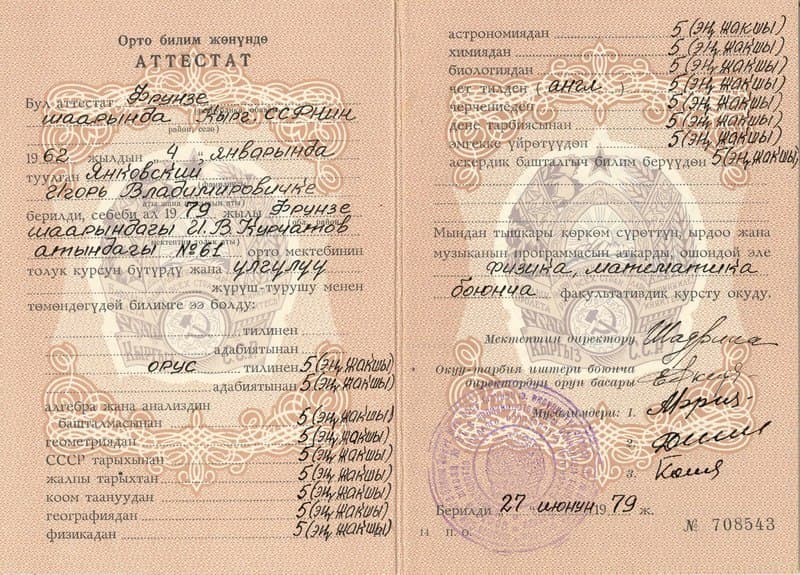 Орто билим жөнүндө
АТТЕСТАТ
Бул аттестат Фрунзе
шаарында Кырг. ССРнин
район, село)
1962 жылдын "4" январында
туулган Янковский
Игорь Владимировичке
берилди, себеби ал 1979 жылы Фрунзе
шаарындагы И.В Курчатов
атындагы №61 орто мектебинин
толук курсун бүтүрдү жана үлгүлүү
жүрүш-турушу менен
төмөндөгүдөй билимге ээ болду:
тилинен
адабиятынан
орус тилинен 5 (эң жакшы)
адабиятынан 5 (эң жакшы)
алгебра жана анализдин
башталмасынан 5 (эң жакшы)
геометриядан 5 (эң жакшы)
СССР тарыхынан 5 (эң жакшы)
жалпы тарыхтан 5 (эң жакшы)
коом таануудан 5 (эң жакшы)
географиядан 5 (эң жакшы)
физикадан 5 (эң жакшы)
астрономиядан 5 (эң жакшы)
химиядан 5 (эң жакшы)
биологиядан 5 (эң жакшы)
чет тилден (англ.) 5 (эң жакшы)
черчениеден 5 (эң жакшы)
дене тарбиясынан 5 (эң жакшы)
эмгекке үйрөтүүдөн 5 (эң жакшы)
аскердик башталгыч билим берүүдөн 5 (эң жакшы)
Мындан тышкары көркөм сүрөттүн, ырдоо жана
музыканын программасын аткарды, ошондой эле
физика, математика
боюнча факультативдик курсту окуду.
Мектептин директору Шадрина
Окуу-тарбия иштери боюнча
директордун орун басары
Мугалимдери: 1.
2.
3.
Берилди "27" июнун 1979 ж.
14 П. О.
№ 708543
КЫРГЫЗ ССР